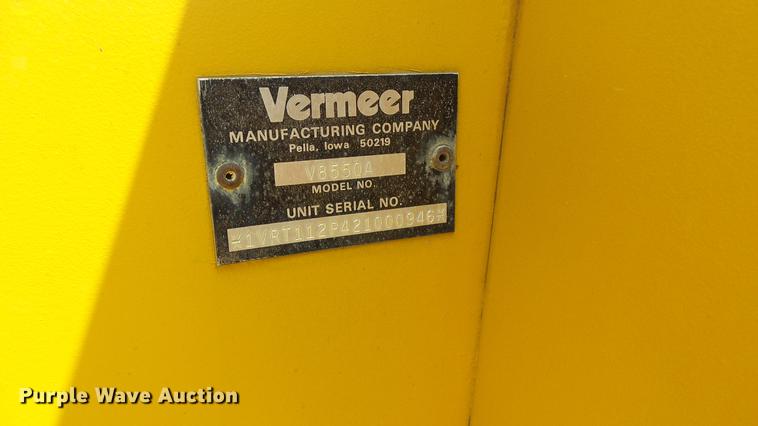 Vermeer
MANUFACTURING COMPANY
Pella, Iowa 50219
V8550A
MODEL NO.
UNIT SERIAL NO.
*1VRT112P421000946*
Purple Wave Auction